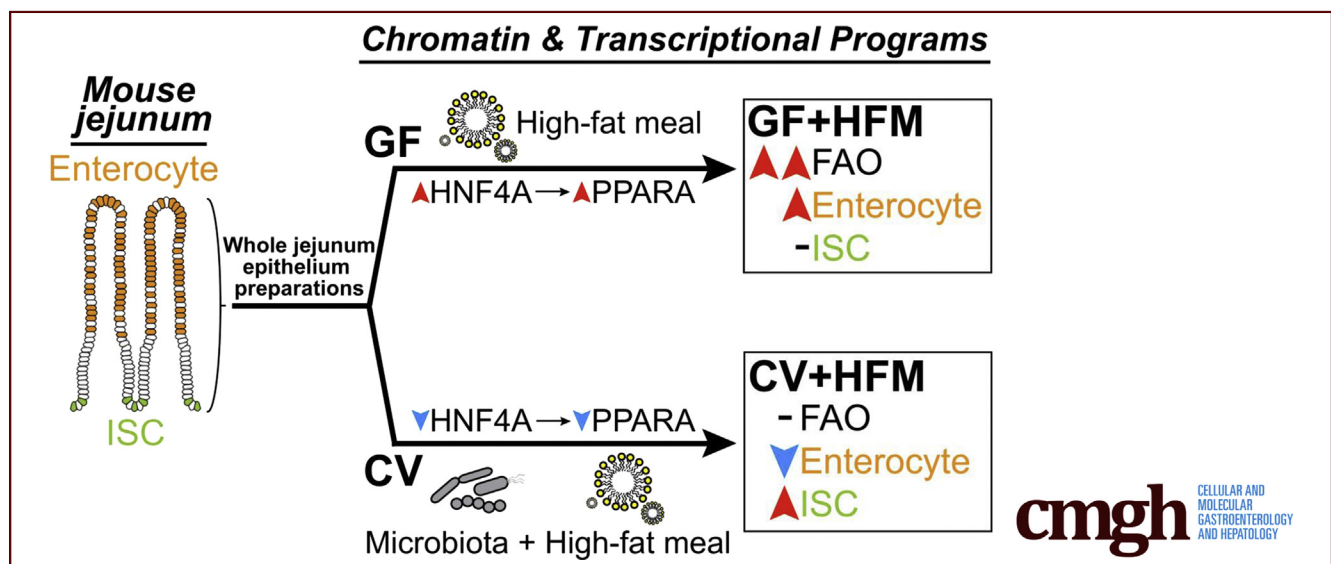 Chromatin & Transcriptional Programs
Mouse
jejunum
Enterocyte
ISC
Whole jejunum
epithelium
preparations
GF
High-fat meal
HNF4A→PPARA
GF+HFM
FAO
Enterocyte
-ISC
HNF4A→PPARA
CV
Microbiota + High-fat meal
CV+HFM
- FAO
Enterocyte
ISC
cmgh
CELLULAR AND
MOLECULAR
GASTROENTEROLOGY
AND HEPATOLOGY